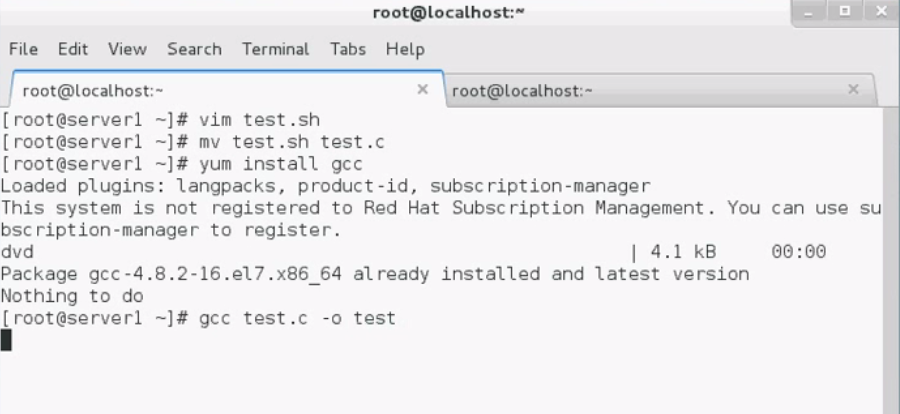 root@localhost:~
File Edit View Search Terminal Tabs Help
root@localhost:~ root@localhost:~
[root@server1 ~]# vim test.sh
[root@server1 ~]# mv test.sh test.c
[root@server1 ~]# yum install gcc
Loaded plugins: langpacks, product-id, subscription-manager
This system is not registered to Red Hat Subscription Management. You can use su
bscription-manager to register.
dvd | 4.1 kB 00:00
Package gcc-4.8.2-16.el7.x86_64 already installed and latest version
Nothing to do
[root@server1 ~]# gcc test.c -o test